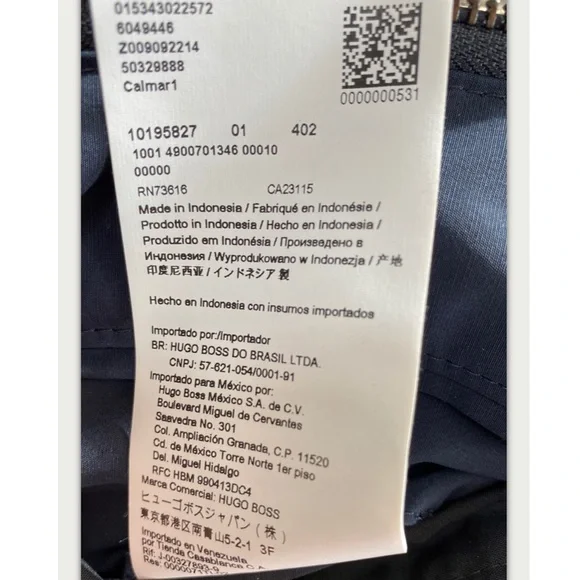 015343022572
6049446
Z009092214
50329888
Calmar1
0000000531
10195827 01 402
1001 4900701346 00010
00000
RN73616 CA23115
Made in Indonesia / Fabriqué en Indonésie /
Prodotto in Indonesia / Hecho en Indonesia /
Produzido em Indonésia / Произведено в
Индонезия / Wyprodukowano w Indonezja / 产地
印度尼西亚 / インドネシア 製
Hecho en Indonesia con insumos importados
Importado por:/Importador
BR: HUGO BOSS DO BRASIL LTDA.
CNPJ: 57-621-054/0001-91
Importado para México por:
Hugo Boss México S.A. de C.V.
Boulevard Miguel de Cervantes
Saavedra No. 301
Col. Ampliación Granada, C.P. 11520
Cd. de México Torre Norte 1er piso
Del. Miguel Hidalgo
RFC HBM 990413DC4
Marca Comercial: HUGO BOSS
ヒューゴボスジャパン（株）
東京都港区南青山5-2-1 3F
Importado en Venezuela
por Tienda Casablanca C.A.
Rif: J-00327893-9